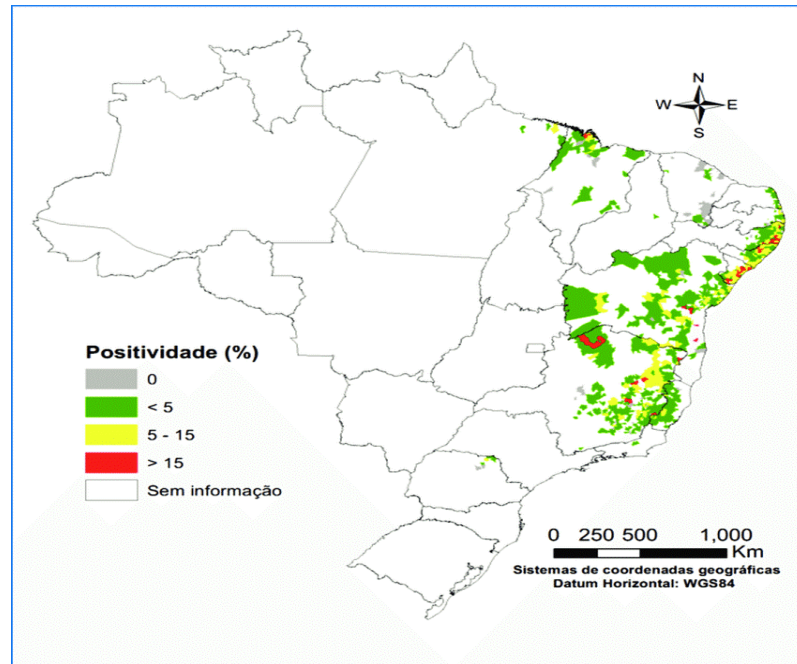 N
W E
S
Positividade (%)
0
< 5
5 - 15
> 15
Sem informação
0 250 500 1,000
Km
Sistemas de coordenadas geográficas
Datum Horizontal: WGS84